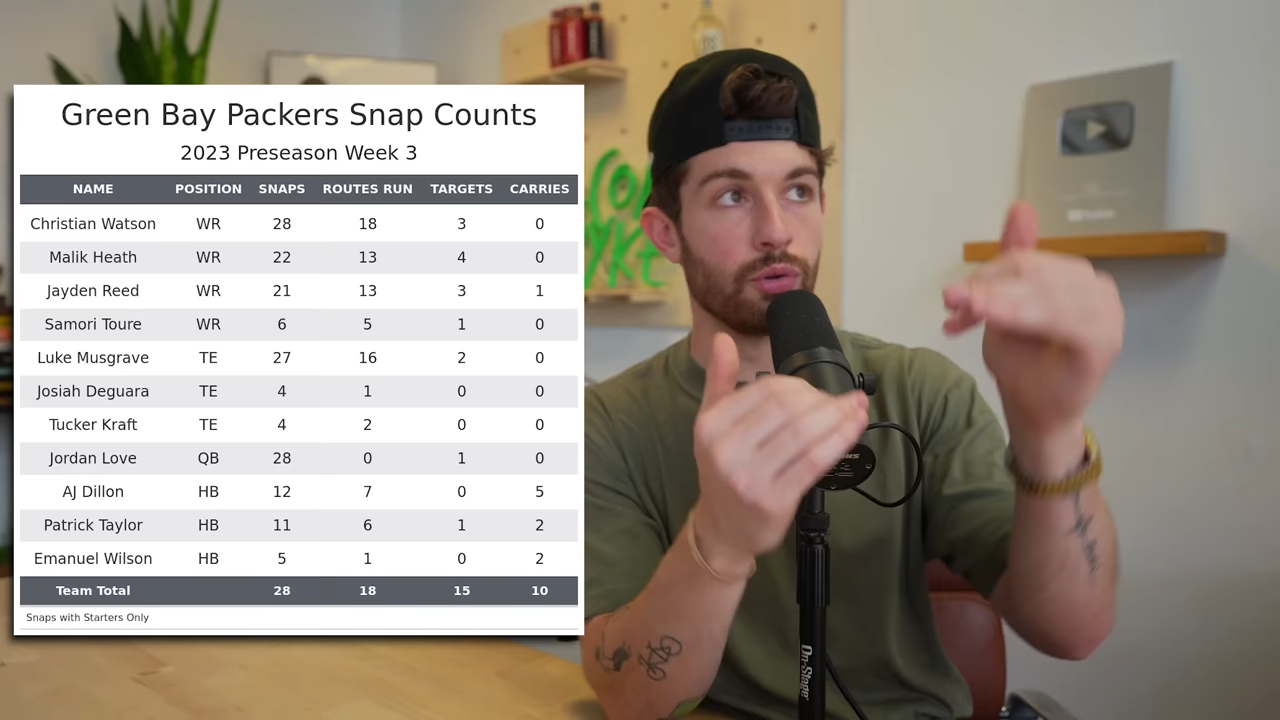 Green Bay Packers Snap Counts
2023 Preseason Week 3
NAME POSITION SNAPS ROUTES RUN TARGETS CARRIES
Christian Watson WR 28 18 3 0
Malik Heath WR 22 13 4 0
Jayden Reed WR 21 13 3 1
Samori Toure WR 6 5 1 0
Luke Musgrave TE 27 16 2 0
Josiah Deguara TE 4 1 0 0
Tucker Kraft TE 4 2 0 0
Jordan Love QB 28 0 1 0
AJ Dillon HB 12 7 0 5
Patrick Taylor HB 11 6 1 2
Emanuel Wilson HB 5 1 0 2
Team Total 28 18 15 10
Snaps with Starters Only
On-Stage